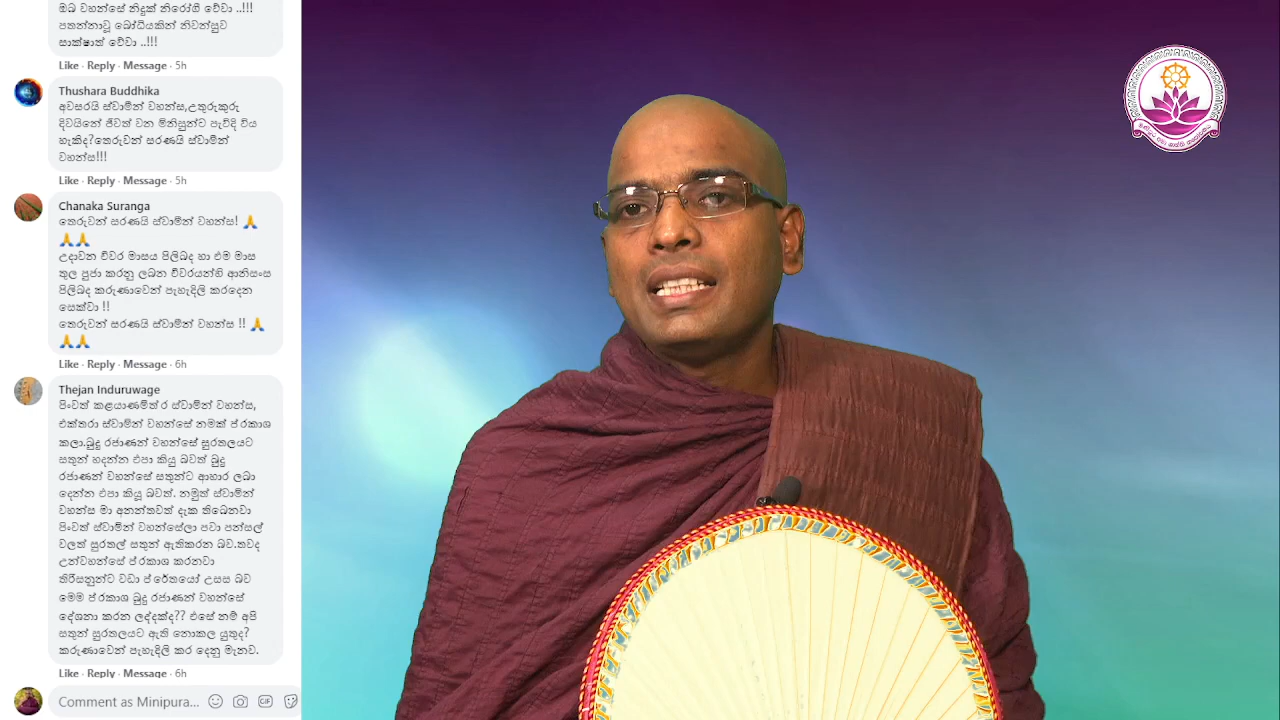 ඔබ වහන්සේ නිදුක් නිරෝගී වේවා ..!!!
පතන්නාවූ බෝධියකින් නිවන්සුව
සාක්ෂාත් වේවා ..!!!
Like · Reply · Message · 5h
Thushara Buddhika
අවසරයි ස්වාමීන් වහන්ස,උතුරුකුරු
දිවයිනේ ජීවත් වන මිනිසුන්ට පැවිදි විය
හැකිද?තෙරුවන් සරණයි ස්වාමීන්
වහන්ස!!!
Like · Reply · Message · 5h
Chanaka Suranga
තෙරුවන් සරණයි ස්වාමීන් වහන්ස! 🙏
🙏🙏
උදාවන චීවර මාසය පිලිබද හා එම මාස
තුල පූජා කරනු ලබන චීවරයන්හි ආනිසංස
පිලිබද කරුණාවෙන් පැහැදිලි කරදෙන
සෙක්වා !!
තෙරුවන් සරණයි ස්වාමීන් වහන්ස !! 🙏
🙏🙏
Like · Reply · Message · 6h
Thejan Induruwage
පිංවත් කළයාණමිත් ර ස්වාමීන් වහන්ස,
එක්තරා ස්වාමීන් වහන්සේ නමක් ප් රකාශ
කලා.බුදු රජාණන් වහන්සේ සුරතලයට
සතුන් හදන්න එපා කියු බවත් බුදු
රජාණන් වහන්සේ සතුන්ට ආහාර ලබා
දෙන්න එපා කියු බවත්. නමුත් ස්වාමීන්
වහන්ස මා අනන්තවත් දැක තිබෙනවා
පිංවත් ස්වාමීන් වහන්සේලා පවා පන්සල්
වලත් සුරතල් සතුන් ඇතිකරන බව.තවද
උන්වහන්සේ ප් රකාශ කරනවා
තිරිසනුන්ට වඩා ප් රේතයෝ උසස බව
මෙම ප් රකාශ බුදු රජාණන් වහන්සේ
දේශනා කරන ලද්දක්ද?? එසේ නම් අපි
සතුන් සුරතලයට ඇති නොකල යුතුද?
කරුණාවෙන් පැහැදිලි කර දෙනු මැනව.
Like · Reply · Message · 6h
Comment as Minipura...
GIF